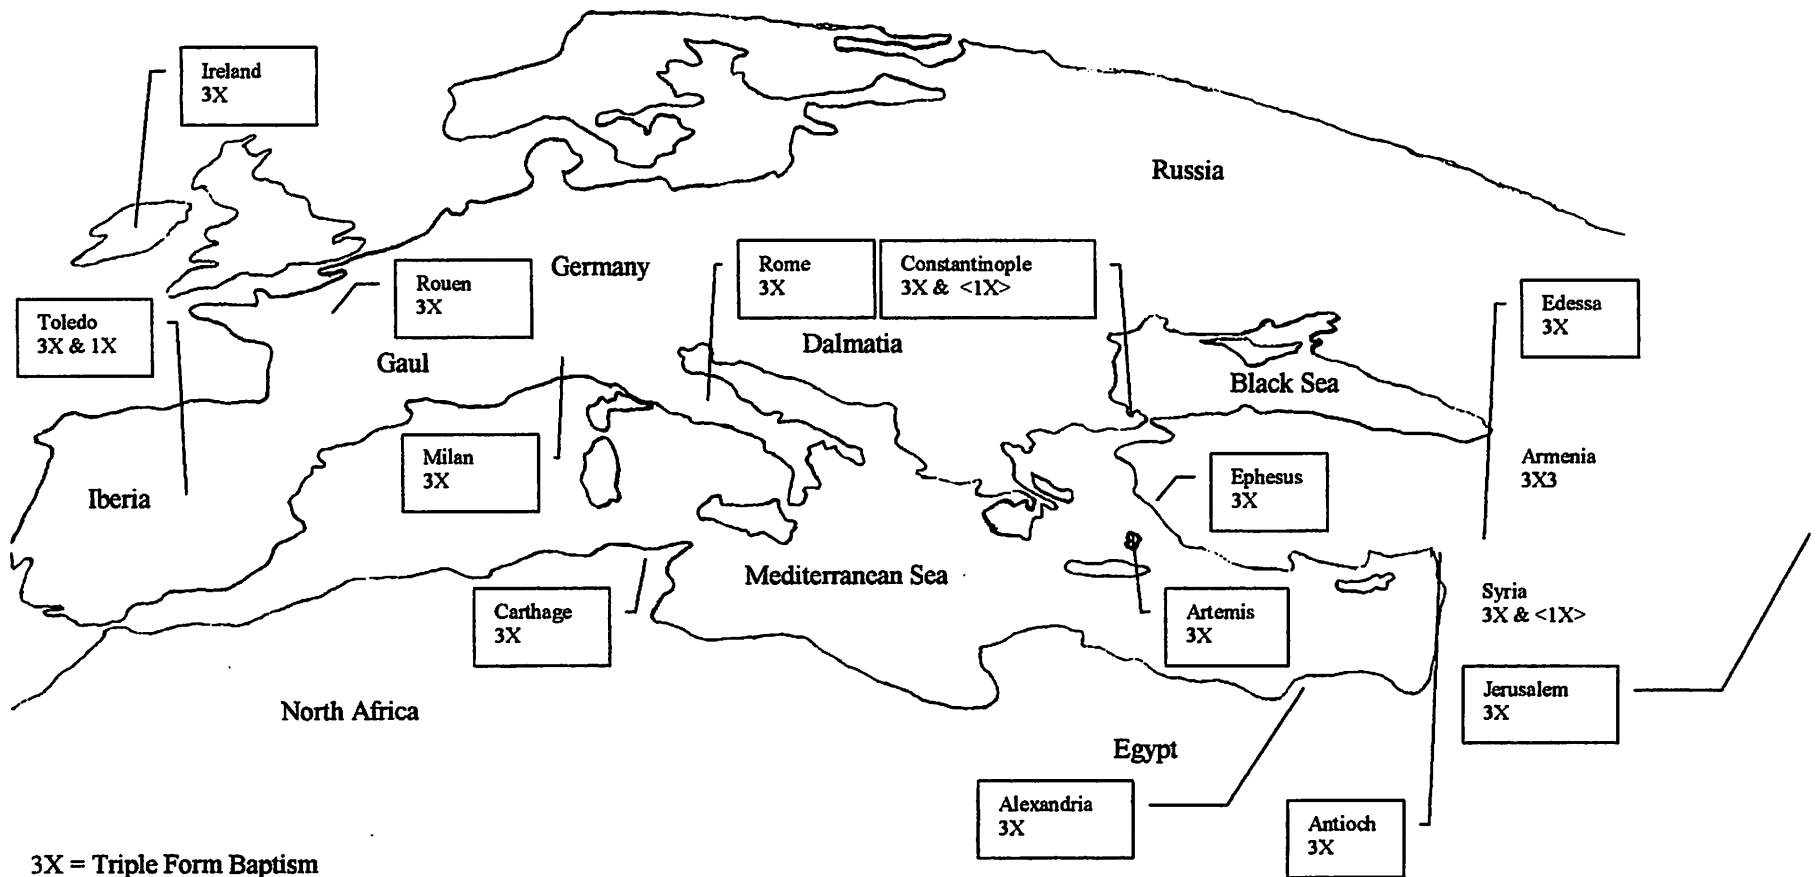 Ireland
3X
Russia
Rome
3X
Constantinople
3X & <1X>
Germany
Rouen
3X
Edessa
3X
Toledo
3X & 1X
Dalmatia
Gaul
Black Sea
Milan
3X
Armenia
3X3
Ephesus
3X
Iberia
Mediterranean Sea
Carthage
3X
Artemis
3X
Syria
3X & <1X>
Jerusalem
3X
North Africa
Egypt
Alexandria
3X
Antioch
3X
3X = Triple Form Baptism